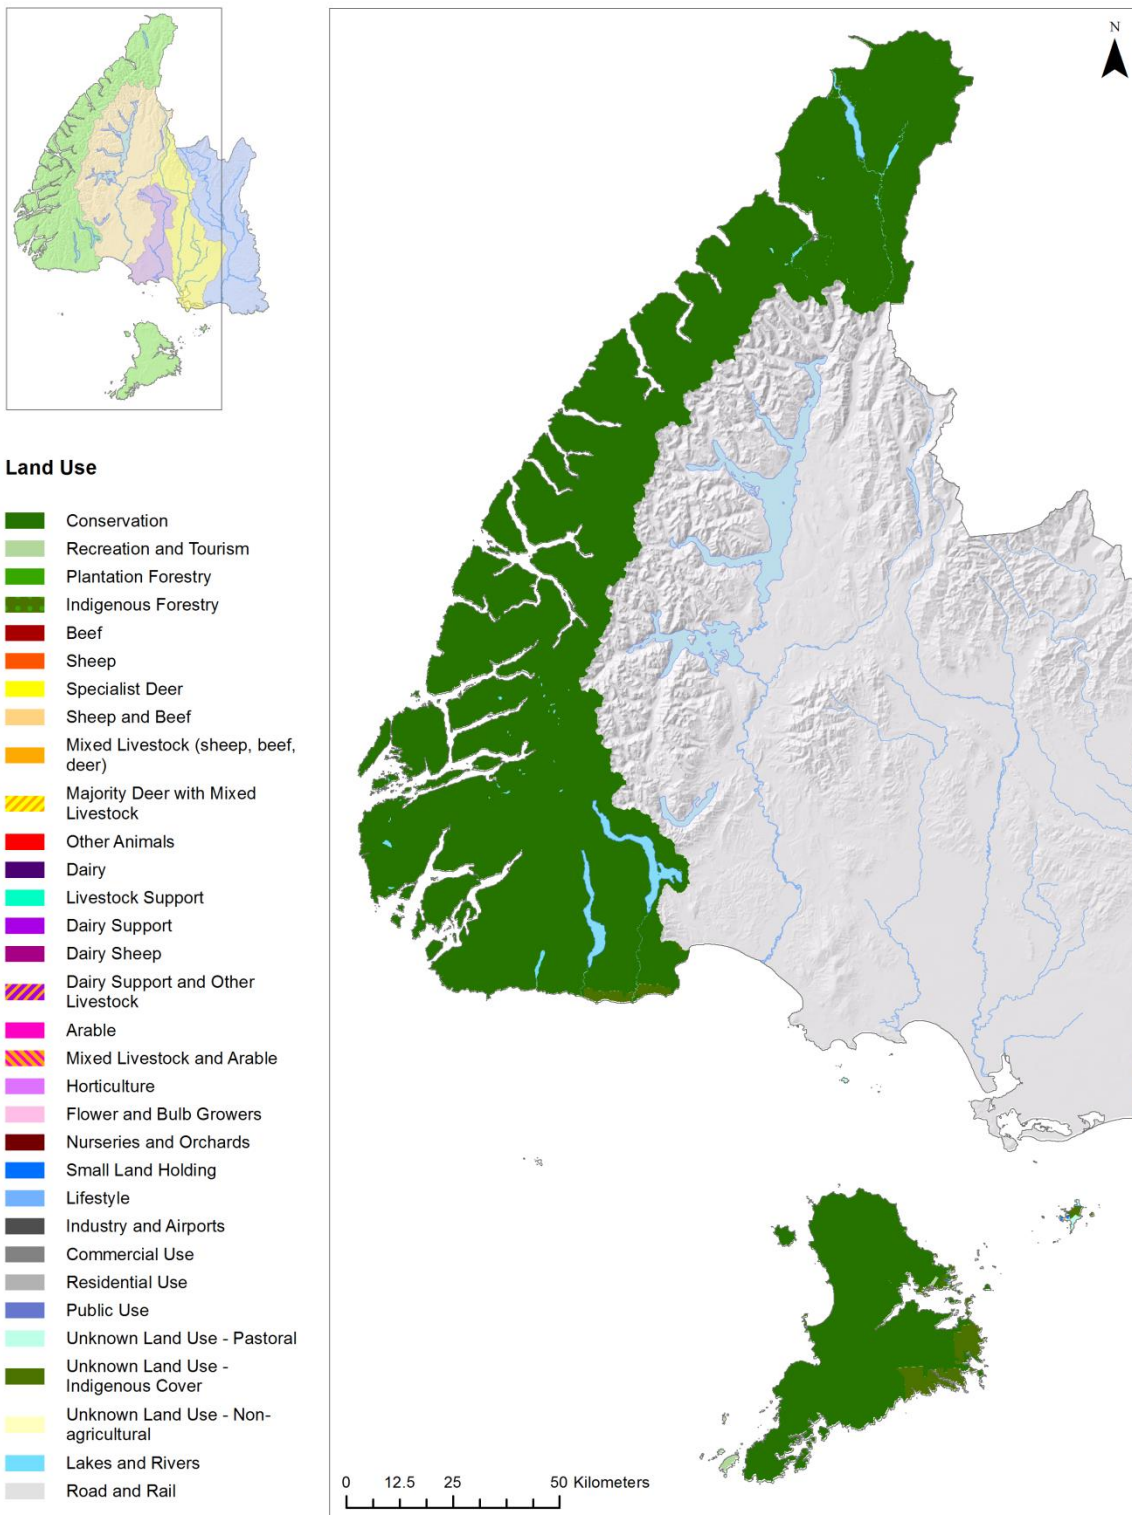 N
Land Use
Conservation
Recreation and Tourism
Plantation Forestry
Indigenous Forestry
Beef
Sheep
Specialist Deer
Sheep and Beef
Mixed Livestock (sheep, beef,
deer)
Majority Deer with Mixed
Livestock
Other Animals
Dairy
Livestock Support
Dairy Support
Dairy Sheep
Dairy Support and Other
Livestock
Arable
Mixed Livestock and Arable
Horticulture
Flower and Bulb Growers
Nurseries and Orchards
Small Land Holding
Lifestyle
Industry and Airports
Commercial Use
Residential Use
Public Use
Unknown Land Use - Pastoral
Unknown Land Use -
Indigenous Cover
Unknown Land Use - Non-
agricultural
Lakes and Rivers
Road and Rail
0 12.5 25 50 Kilometers